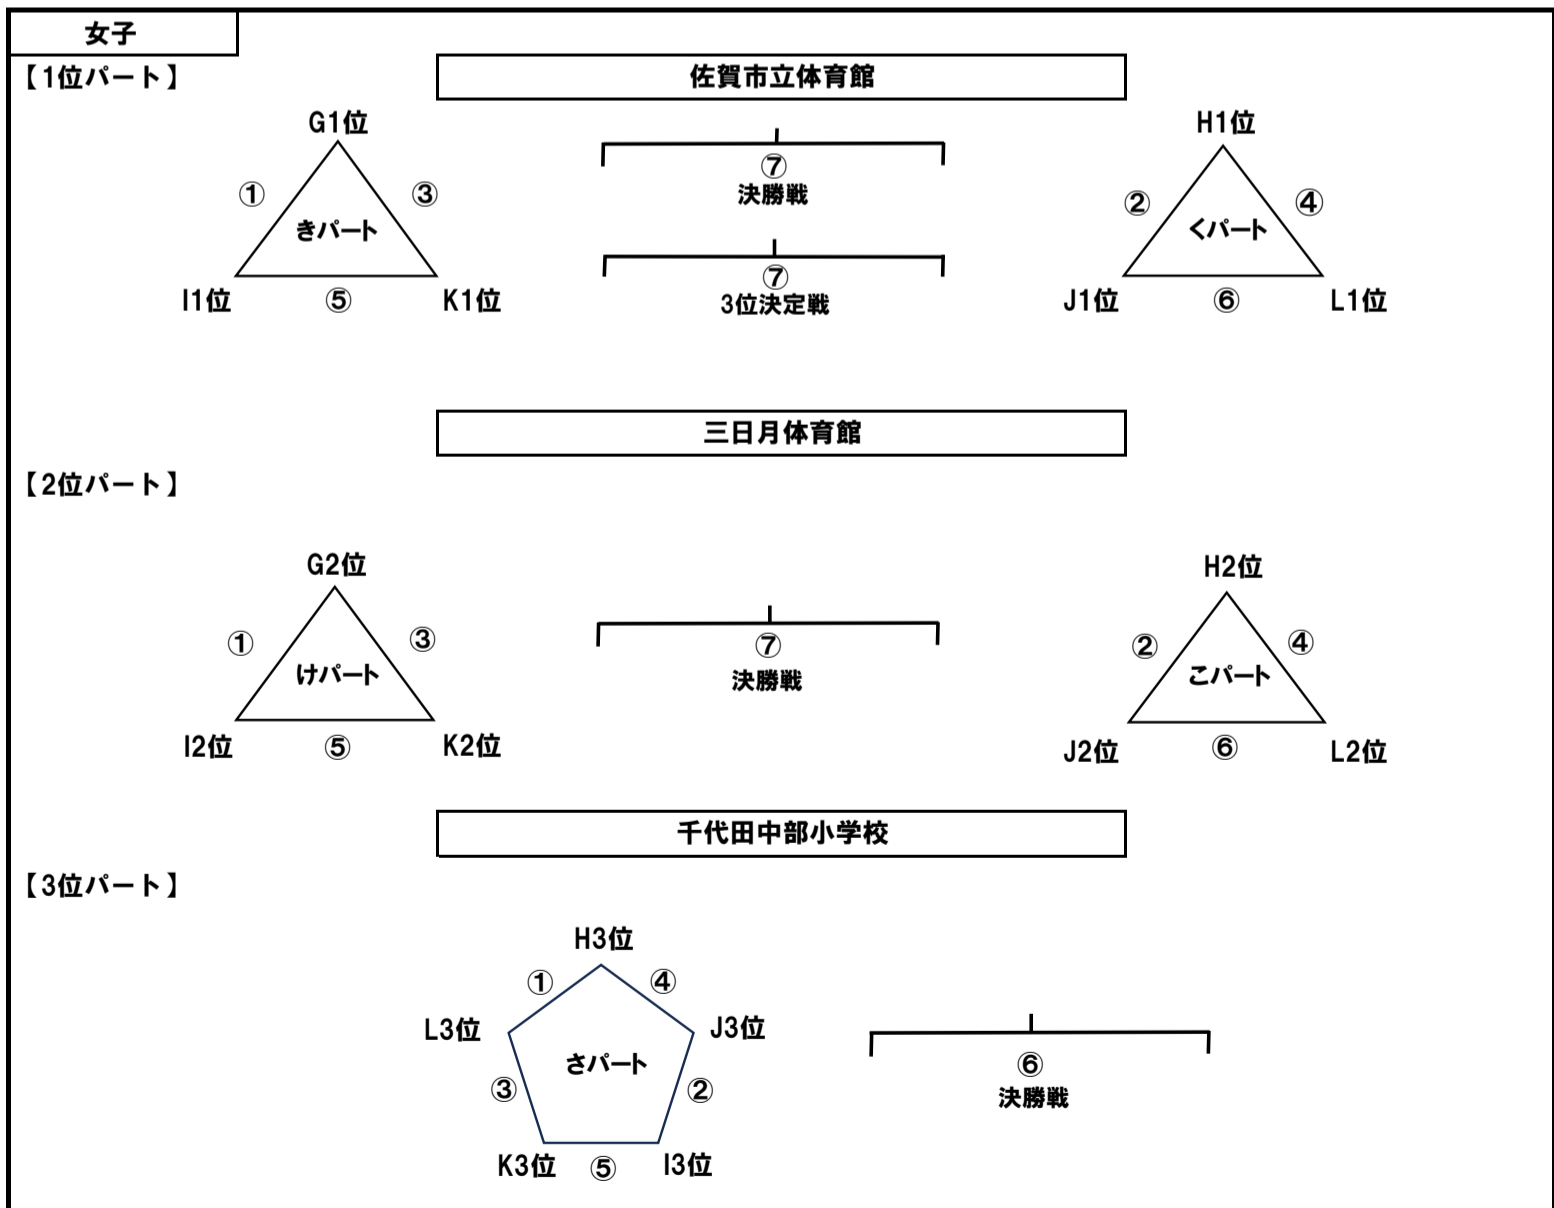 女子
【1位パート】
佐賀市立体育館
G1位
①
③
きパート
I1位
⑤
K1位
⑦
決勝戦
⑦
3位決定戦
H1位
②
④
くパート
J1位
⑥
L1位
三日月体育館
【2位パート】
G2位
①
③
けパート
I2位
⑤
K2位
⑦
決勝戦
H2位
②
④
こパート
J2位
⑥
L2位
千代田中部小学校
【3位パート】
H3位
①
④
L3位
J3位
さパート
③
②
K3位
⑤
I3位
⑥
決勝戦